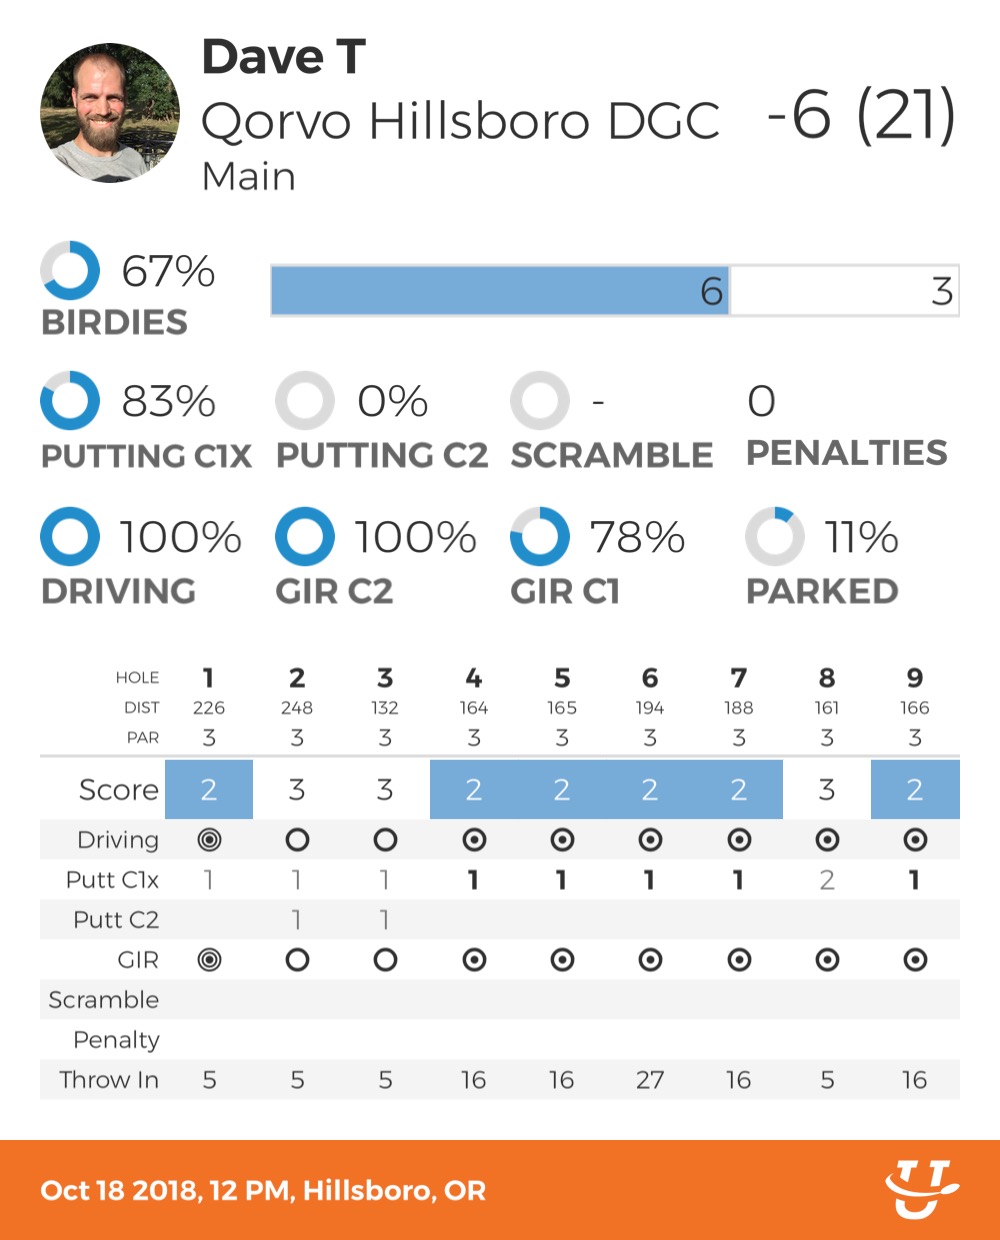 Dave T
Qorvo Hillsboro DGC -6 (21)
Main
67% 6 3
BIRDIES
83% 0% - 0
PUTTING C1X PUTTING C2 SCRAMBLE PENALTIES
100% 100% 78% 11%
DRIVING GIR C2 GIR C1 PARKED
HOLE 1 2 3 4 5 6 7 8 9
DIST 226 248 132 164 165 194 188 161 166
PAR 3 3 3 3 3 3 3 3 3
Score 2 3 3 2 2 2 2 3 2
Driving
Putt C1x 1 1 1 1 1 1 1 2 1
Putt C2 1 1
GIR
Scramble
Penalty
Throw In 5 5 5 16 16 27 16 5 16
Oct 18 2018, 12 PM, Hillsboro, OR